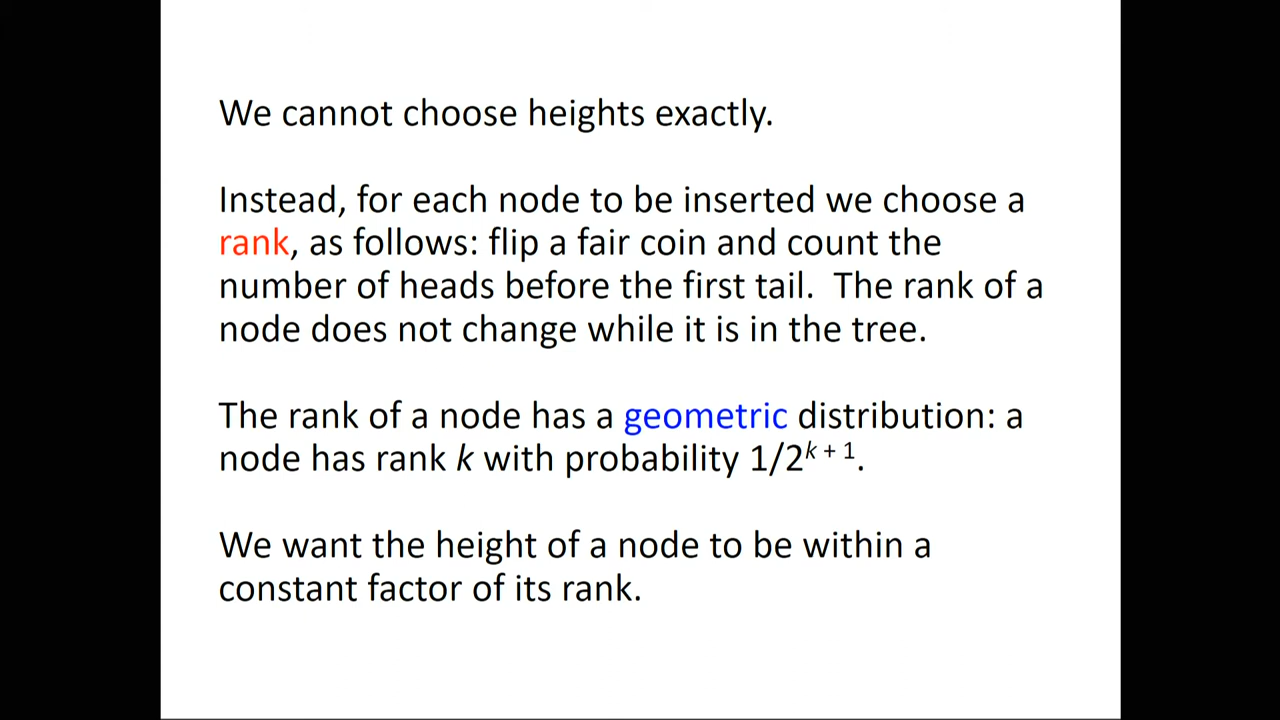 We cannot choose heights exactly.
Instead, for each node to be inserted we choose a
rank, as follows: flip a fair coin and count the
number of heads before the first tail.  The rank of a
node does not change while it is in the tree.
The rank of a node has a geometric distribution: a
node has rank k with probability 1/2^(k + 1).
We want the height of a node to be within a
constant factor of its rank.